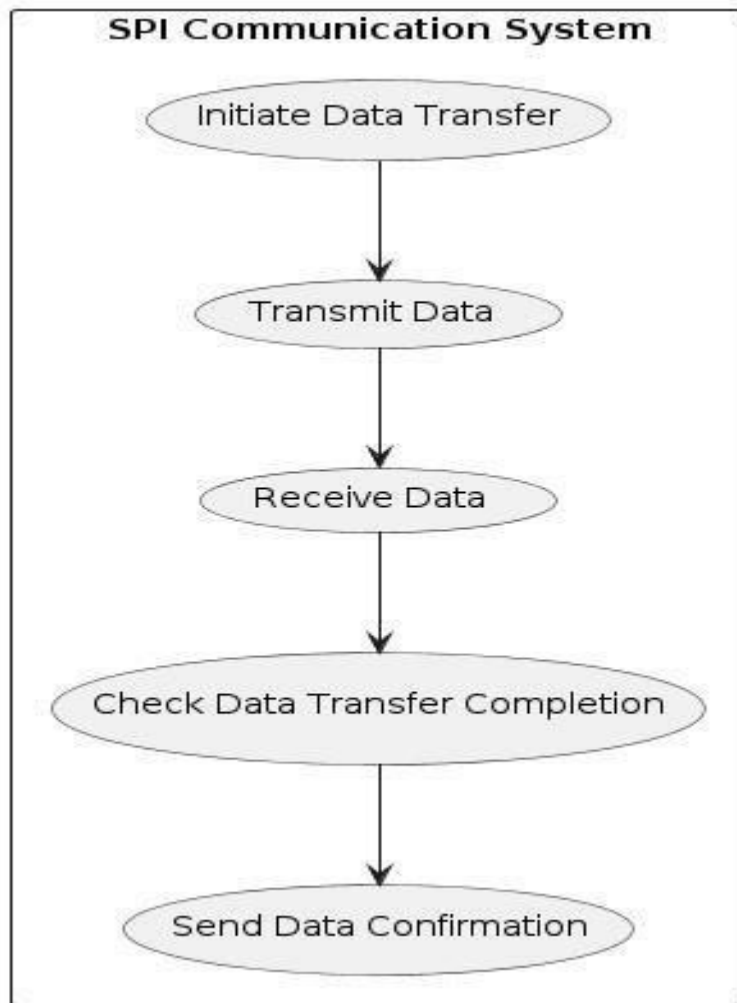 SPI Communication System
Initiate Data Transfer
Transmit Data
Receive Data
Check Data Transfer Completion
Send Data Confirmation